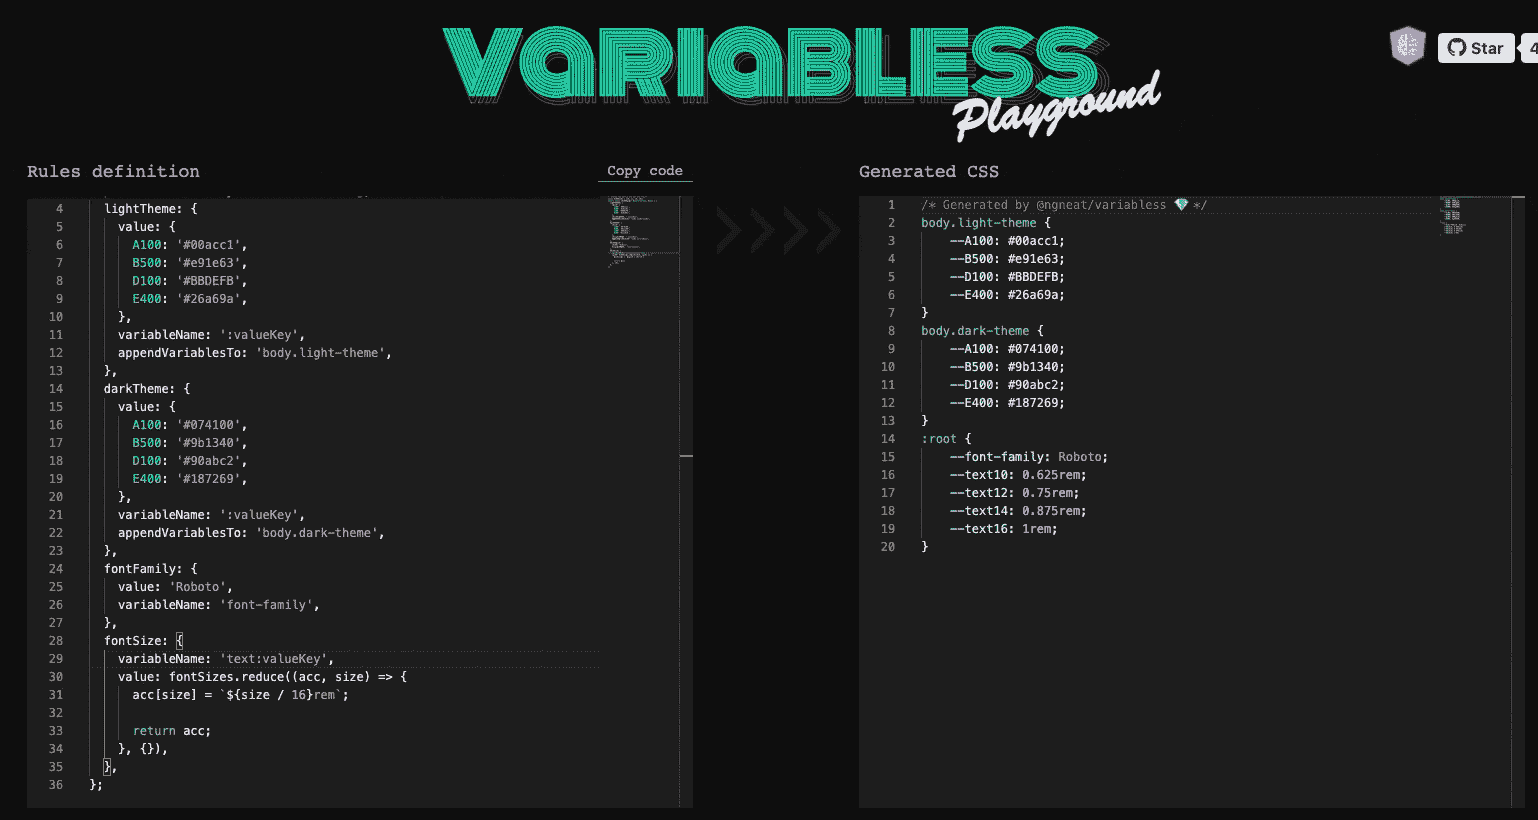 VARIABLESS
Playground
Star
4
Rules definition
Copy code
4 lightTheme: {
5 value: {
6 A100: '#00acc1',
7 B500: '#e91e63',
8 D100: '#BBDEFB',
9 E400: '#26a69a',
10 },
11 variableName: ':valueKey',
12 appendVariablesTo: 'body.light-theme',
13 },
14 darkTheme: {
15 value: {
16 A100: '#074100',
17 B500: '#9b1340',
18 D100: '#90abc2',
19 E400: '#187269',
20 },
21 variableName: ':valueKey',
22 appendVariablesTo: 'body.dark-theme',
23 },
24 fontFamily: {
25 value: 'Roboto',
26 variableName: 'font-family',
27 },
28 fontSize: {
29 variableName: 'text:valueKey',
30 value: fontSizes.reduce((acc, size) => {
31 acc[size] = `${size / 16}rem`;
32
33 return acc;
34 }, {}),
35 },
36 };
Generated CSS
1 /* Generated by @ngneat/variabless 💎 */
2 body.light-theme {
3 --A100: #00acc1;
4 --B500: #e91e63;
5 --D100: #BBDEFB;
6 --E400: #26a69a;
7 }
8 body.dark-theme {
9 --A100: #074100;
10 --B500: #9b1340;
11 --D100: #90abc2;
12 --E400: #187269;
13 }
14 :root {
15 --font-family: Roboto;
16 --text10: 0.625rem;
17 --text12: 0.75rem;
18 --text14: 0.875rem;
19 --text16: 1rem;
20 }